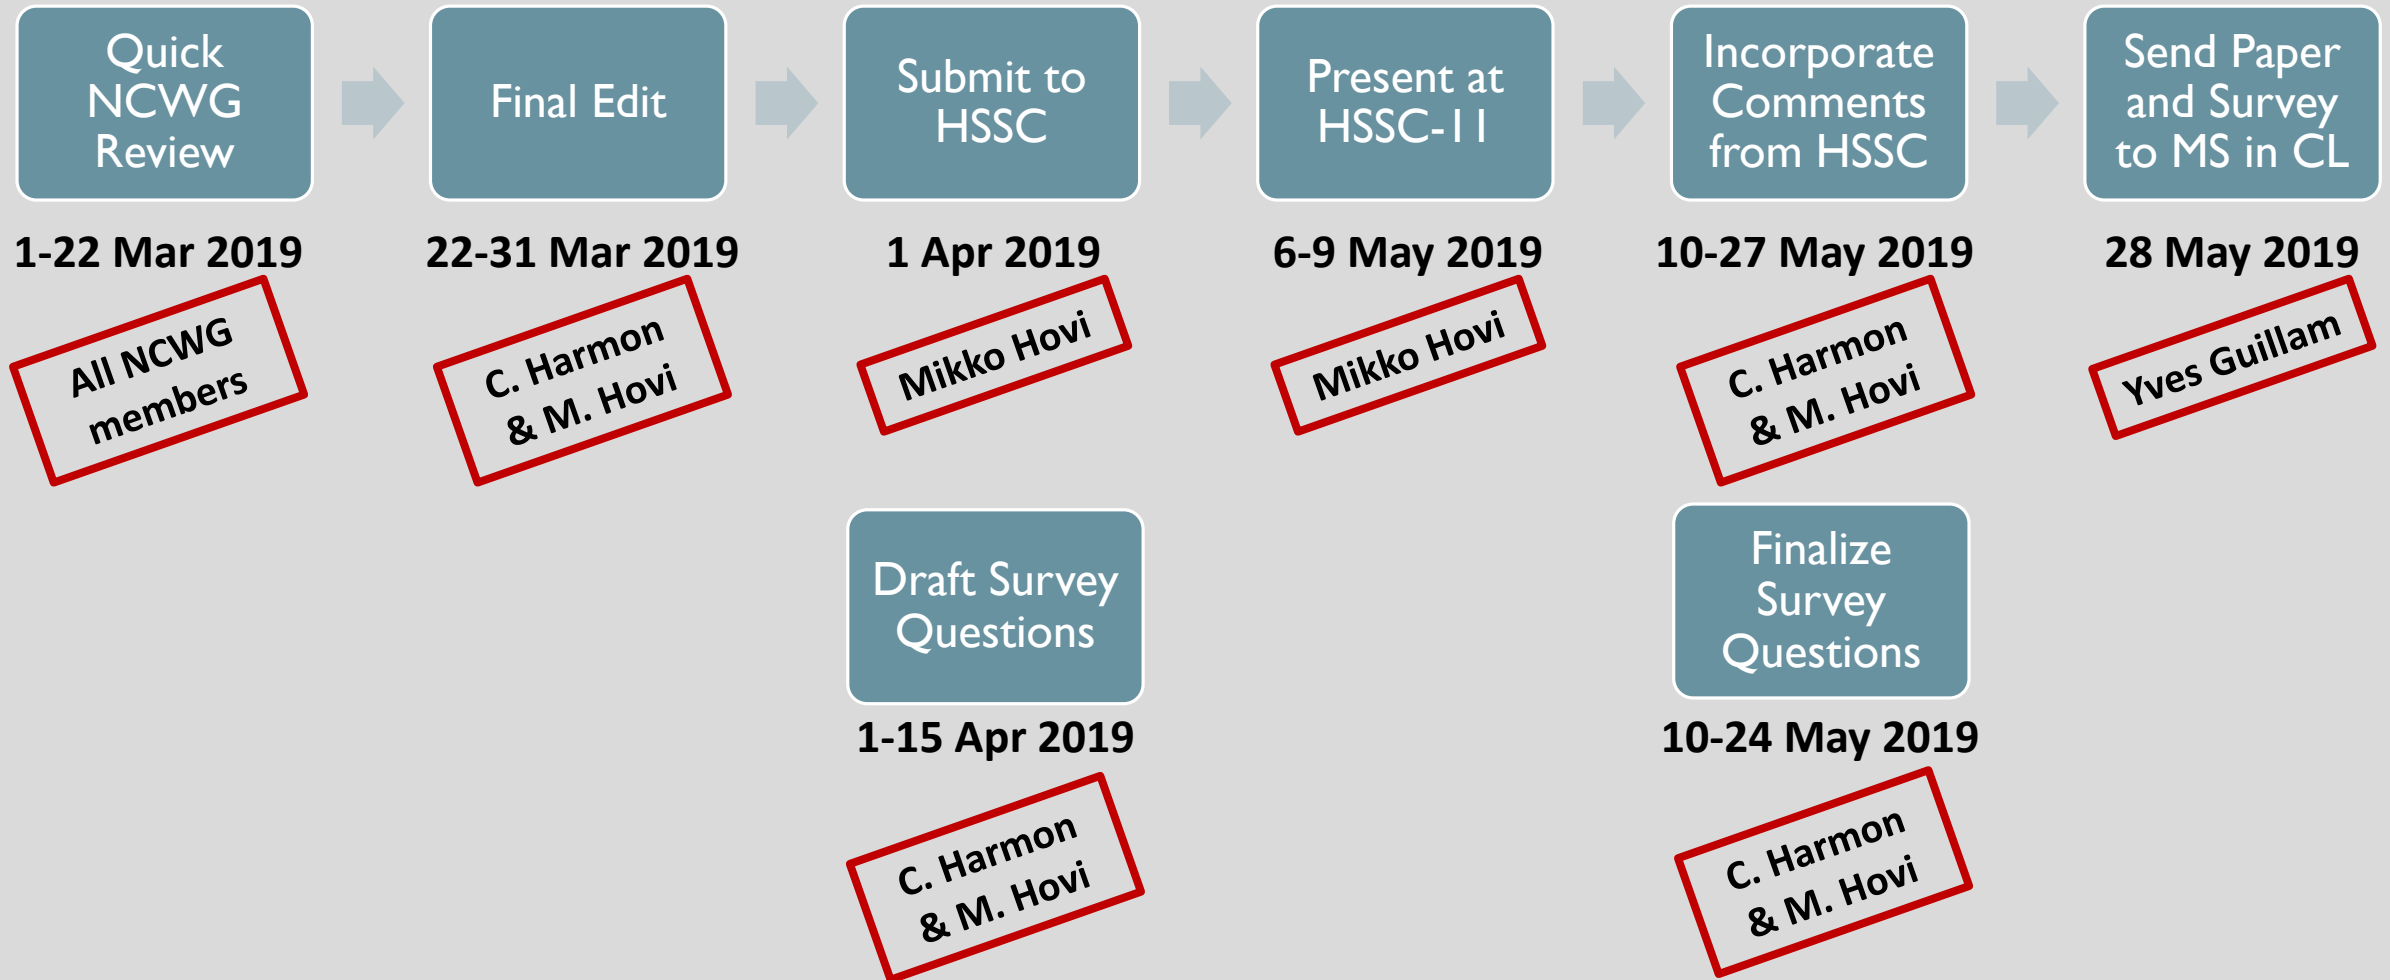 Quick
NCWG
Review
Final Edit
Submit to
HSSC
Present at
HSSC-11
Incorporate
Comments
from HSSC
Send Paper
and Survey
to MS in CL
1-22 Mar 2019
22-31 Mar 2019
1 Apr 2019
6-9 May 2019
10-27 May 2019
28 May 2019
All NCWG
members
C. Harmon
& M. Hovi
Mikko Hovi
Mikko Hovi
C. Harmon
& M. Hovi
Yves Guillam
Draft Survey
Questions
Finalize
Survey
Questions
1-15 Apr 2019
10-24 May 2019
C. Harmon
& M. Hovi
C. Harmon
& M. Hovi